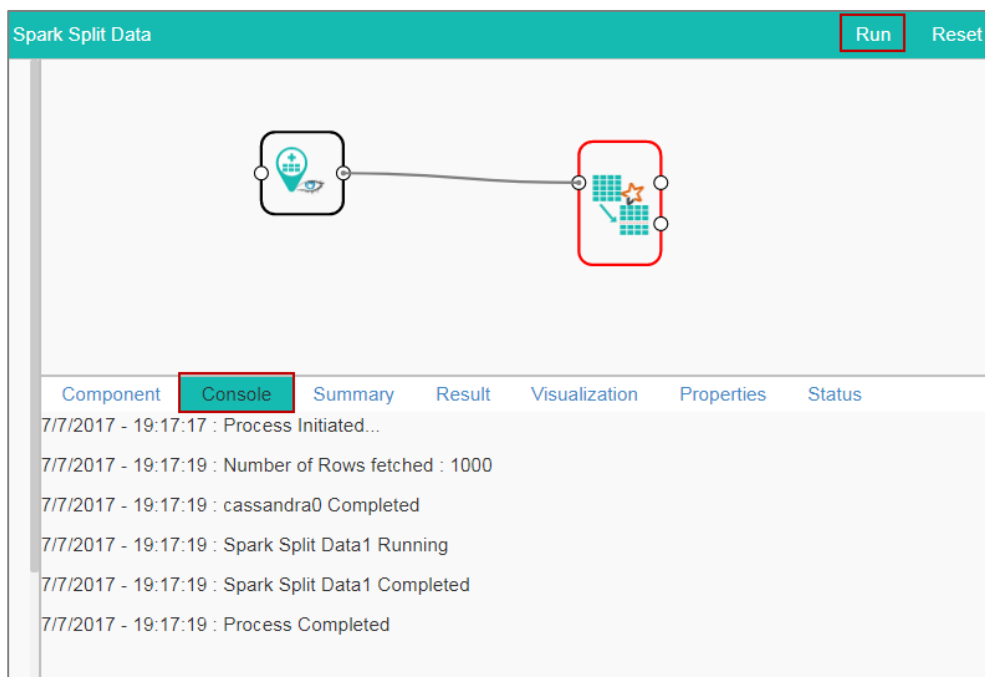 Spark Split Data Run Reset
Component Console Summary Result Visualization Properties Status
7/7/2017 - 19:17:17 : Process Initiated...
7/7/2017 - 19:17:19 : Number of Rows fetched : 1000
7/7/2017 - 19:17:19 : cassandra0 Completed
7/7/2017 - 19:17:19 : Spark Split Data1 Running
7/7/2017 - 19:17:19 : Spark Split Data1 Completed
7/7/2017 - 19:17:19 : Process Completed